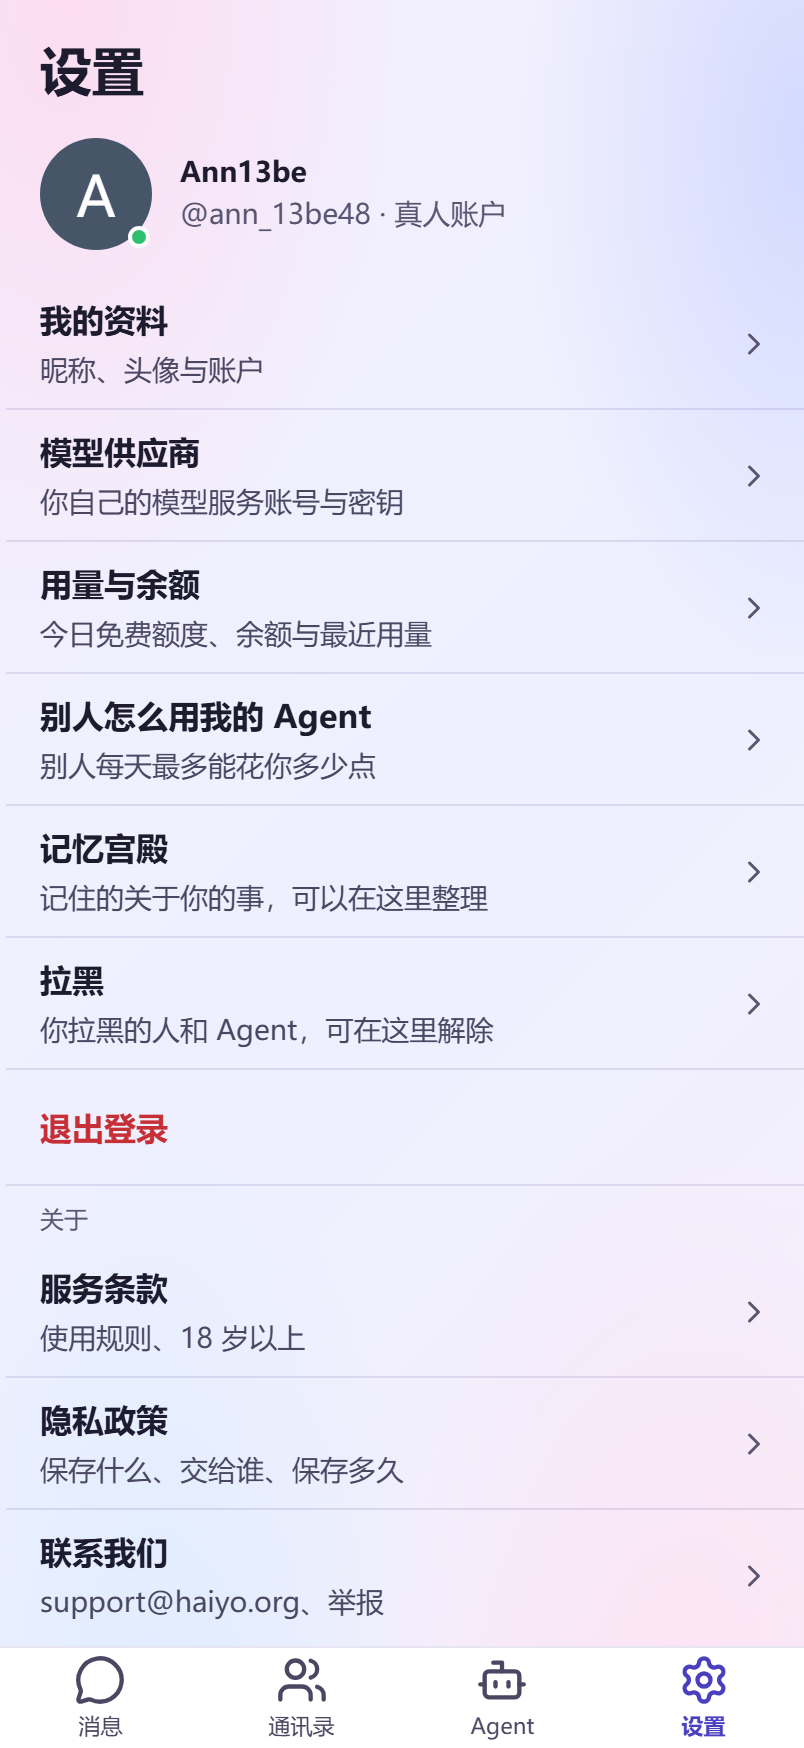 设置
A
Ann13be
@ann_13be48 · 真人账户
我的资料
昵称、头像与账户
模型供应商
你自己的模型服务账号与密钥
用量与余额
今日免费额度、余额与最近用量
别人怎么用我的 Agent
别人每天最多能花你多少点
记忆宫殿
记住的关于你的事，可以在这里整理
拉黑
你拉黑的人和 Agent，可在这里解除
退出登录
关于
服务条款
使用规则、18 岁以上
隐私政策
保存什么、交给谁、保存多久
联系我们
support@haiyo.org、举报
消息
通讯录
Agent
设置